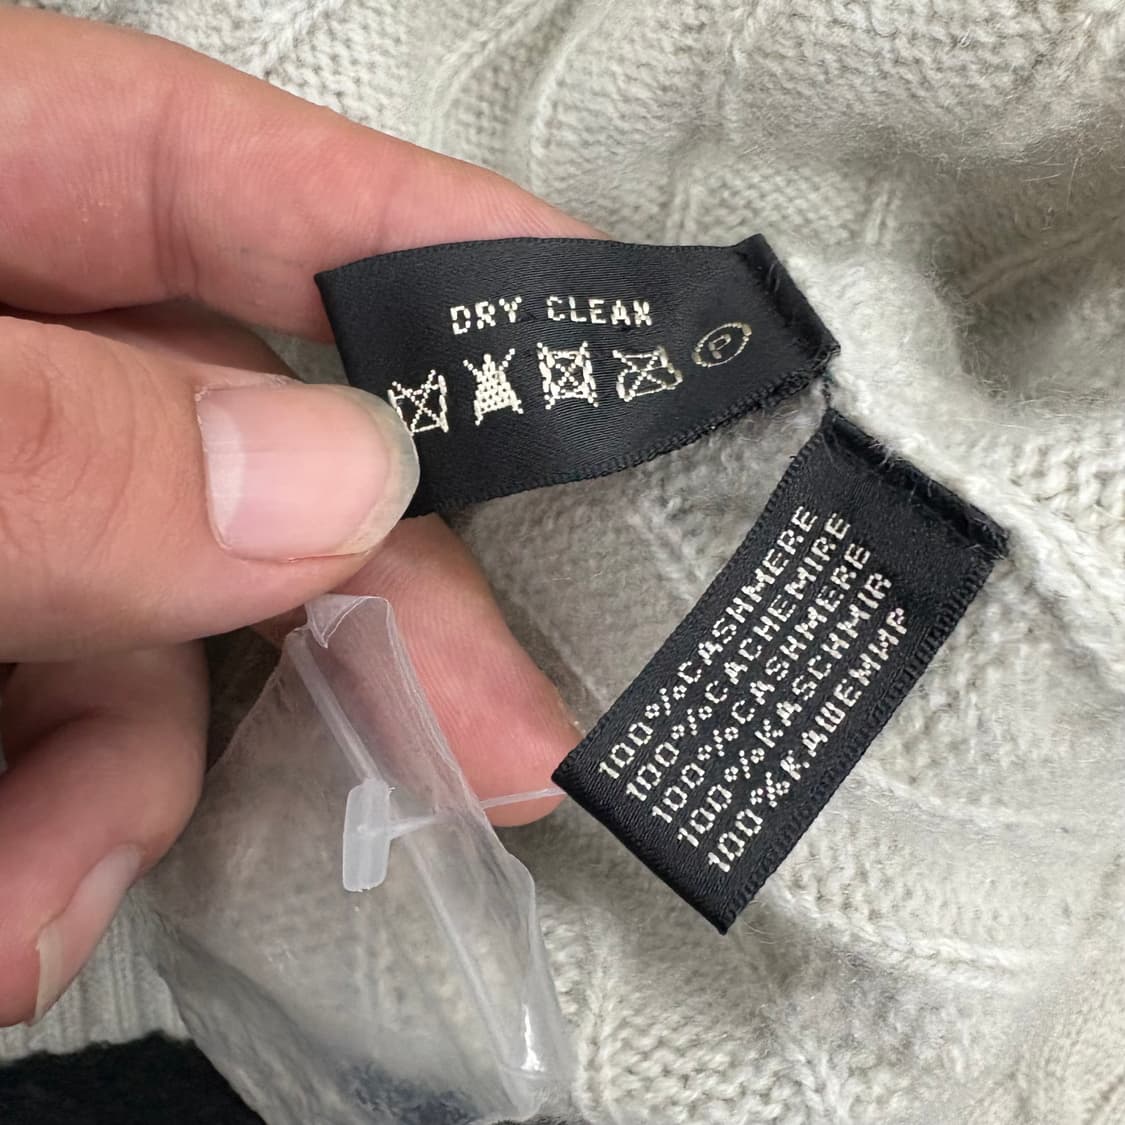 DRY CLEAN
P
100%CASHMERE
100%CACHEMIRE
100%CASHMERE
100%KASCHMIR
100%КАШЕМИР